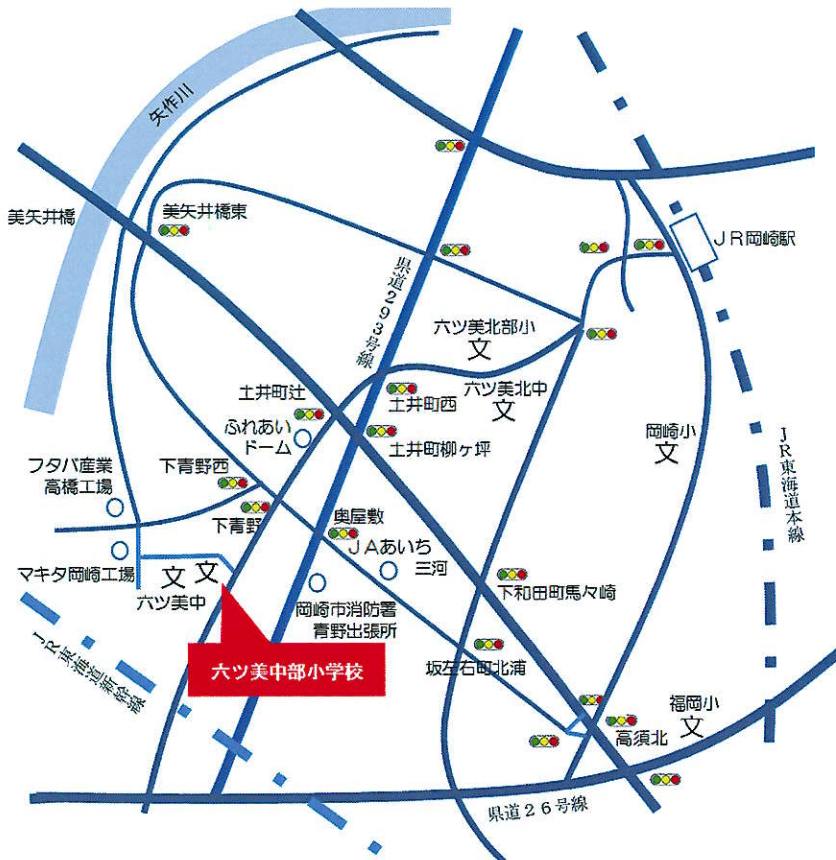 矢作川
美矢井橋
美矢井橋東
JR岡崎駅
県道293号線
六ツ美北部小
文
土井町西
六ツ美北中
文
土井町辻
ふれあい
ドーム
土井町柳ヶ坪
岡崎小
文
JR東海道本線
フタバ産業
高橋工場
下青野西
下青野
奥屋敷
JAあいち
三河
マキタ岡崎工場
文
文
六ツ美中
岡崎市消防署
青野出張所
下和田町馬々崎
JR東海道新幹線
六ツ美中部小学校
坂左右町北浦
福岡小
文
高須北
県道26号線